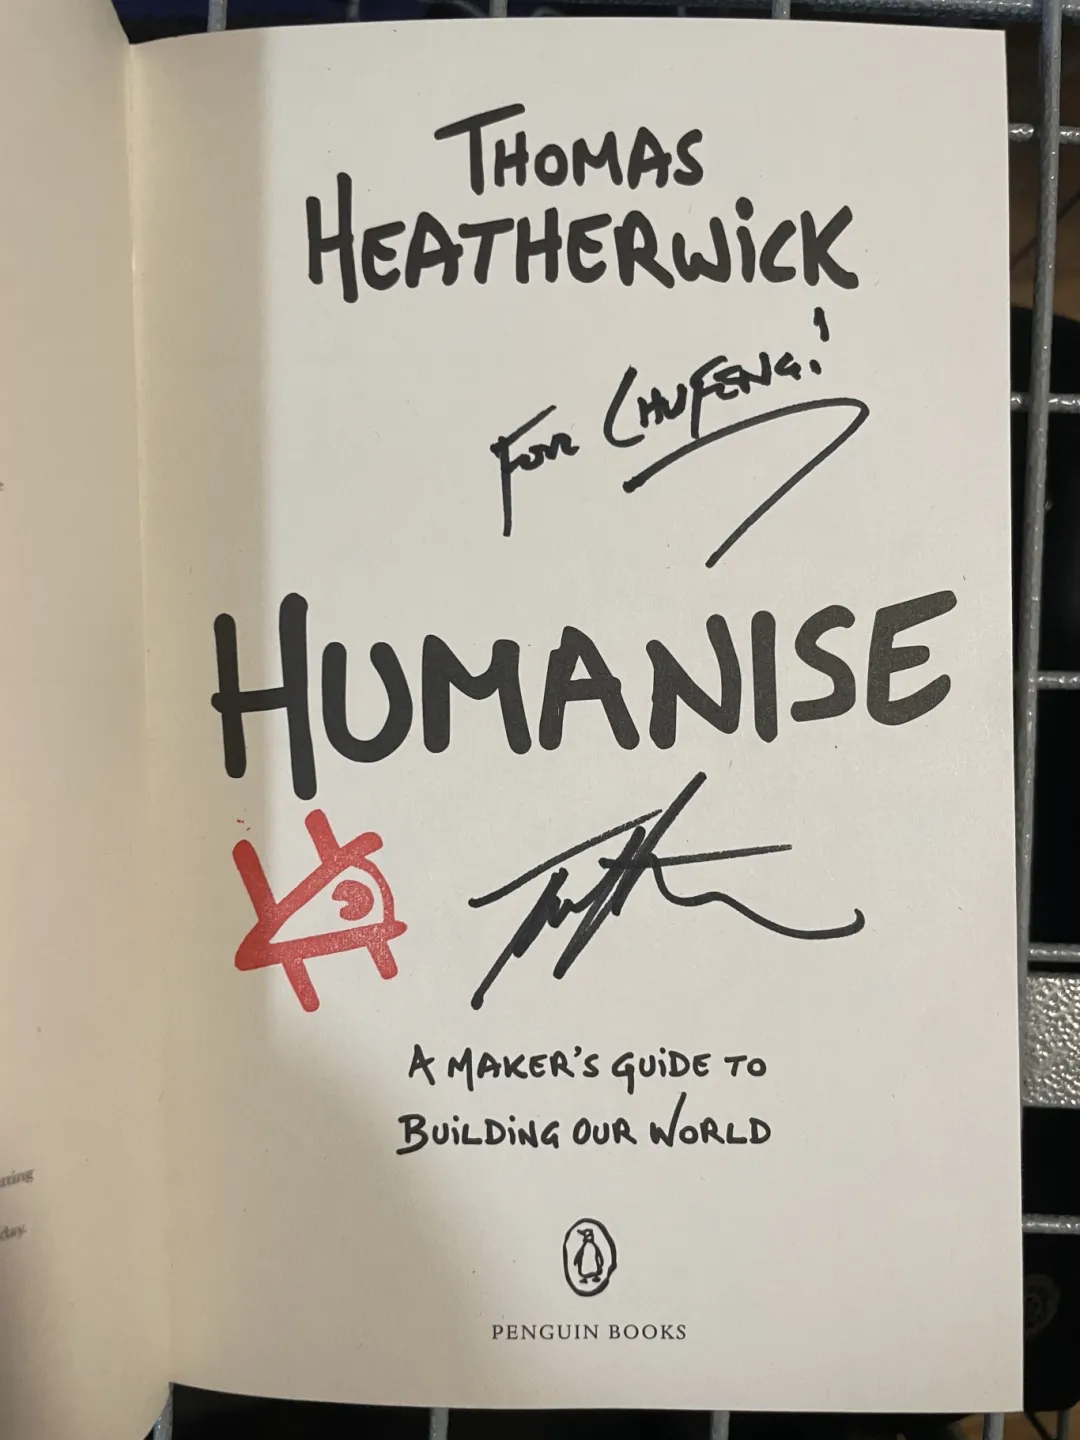 THOMAS
HEATHERWiCK
FOR CHUFENG!
HUMANISE
A MAKER'S GUiDE TO
BUiLDiNG OUR WORLD
PENGUIN BOOKS